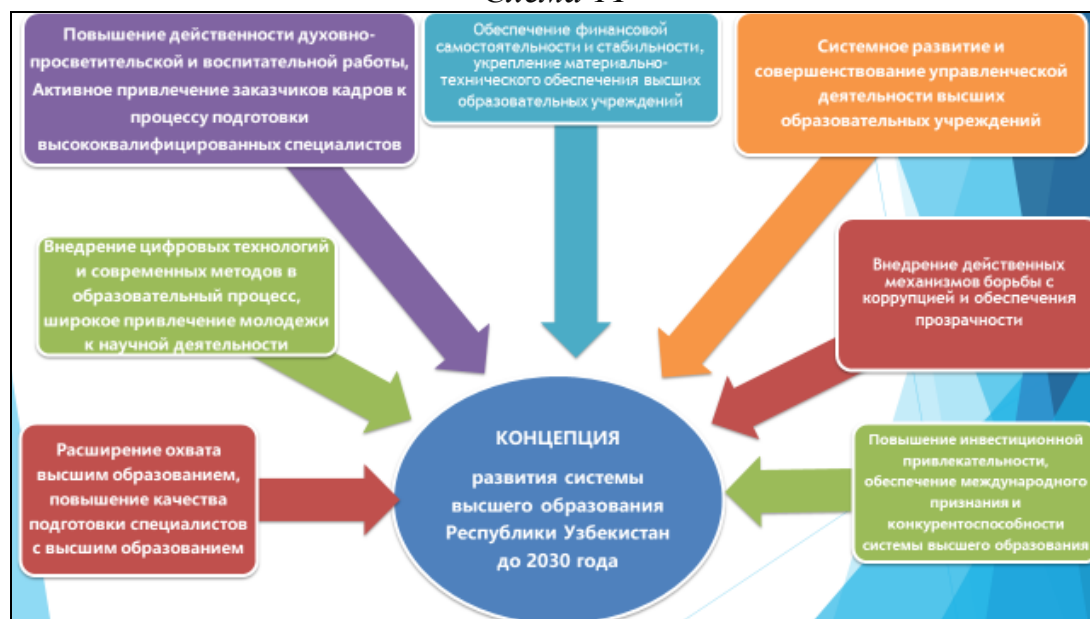 Повышение действенности духовно-
просветительской и воспитательной работы,
Активное привлечение заказчиков кадров к
процессу подготовки
высококвалифицированных специалистов
Обеспечение финансовой
самостоятельности и стабильности,
укрепление материально-
технического обеспечения высших
образовательных учреждений
Системное развитие и
совершенствование управленческой
деятельности высших
образовательных учреждений
Внедрение цифровых технологий
и современных методов в
образовательный процесс,
широкое привлечение молодежи
к научной деятельности
Внедрение действенных
механизмов борьбы с
коррупцией и обеспечения
прозрачности
Расширение охвата
высшим образованием,
повышение качества
подготовки специалистов
с высшим образованием
КОНЦЕПЦИЯ
развития системы
высшего образования
Республики Узбекистан
до 2030 года
Повышение инвестиционной
привлекательности,
обеспечение международного
признания и
конкурентоспособности
системы высшего образования